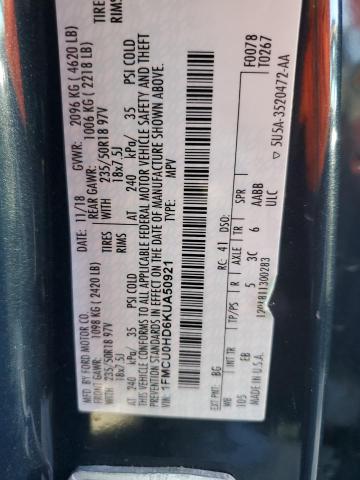 MFD. BY FORD MOTOR CO.
DATE: 11/18 GVWR: 2096 KG ( 4620 LB)
FRONT GAWR: 1098 KG (2420 LB) REAR GAWR: 1006 KG ( 2218 LB)
WITH 235/50R18 97V TIRES WITH 235/50R18 97V TIRES
18x7.5J RIMS 18x7.5J RIMS
AT 240 kPa/ 35 PSI COLD AT 240 kPa/ 35 PSI COLD
THIS VEHICLE CONFORMS TO ALL APPLICABLE FEDERAL MOTOR VEHICLE SAFETY AND THEFT
PREVENTION STANDARDS IN EFFECT ON THE DATE OF MANUFACTURE SHOWN ABOVE.
VIN: 1FMCU0HD6KUA50921 TYPE: MPV
F0078
T0267
EXT PNT: BG RC: 41 DSO:
WB INT TR TP/PS R AXLE TR SPR
105 EB 5 3C 6 AABB
ULC
MADE IN U.S.A.
▽ 5U5A-3520472-AA